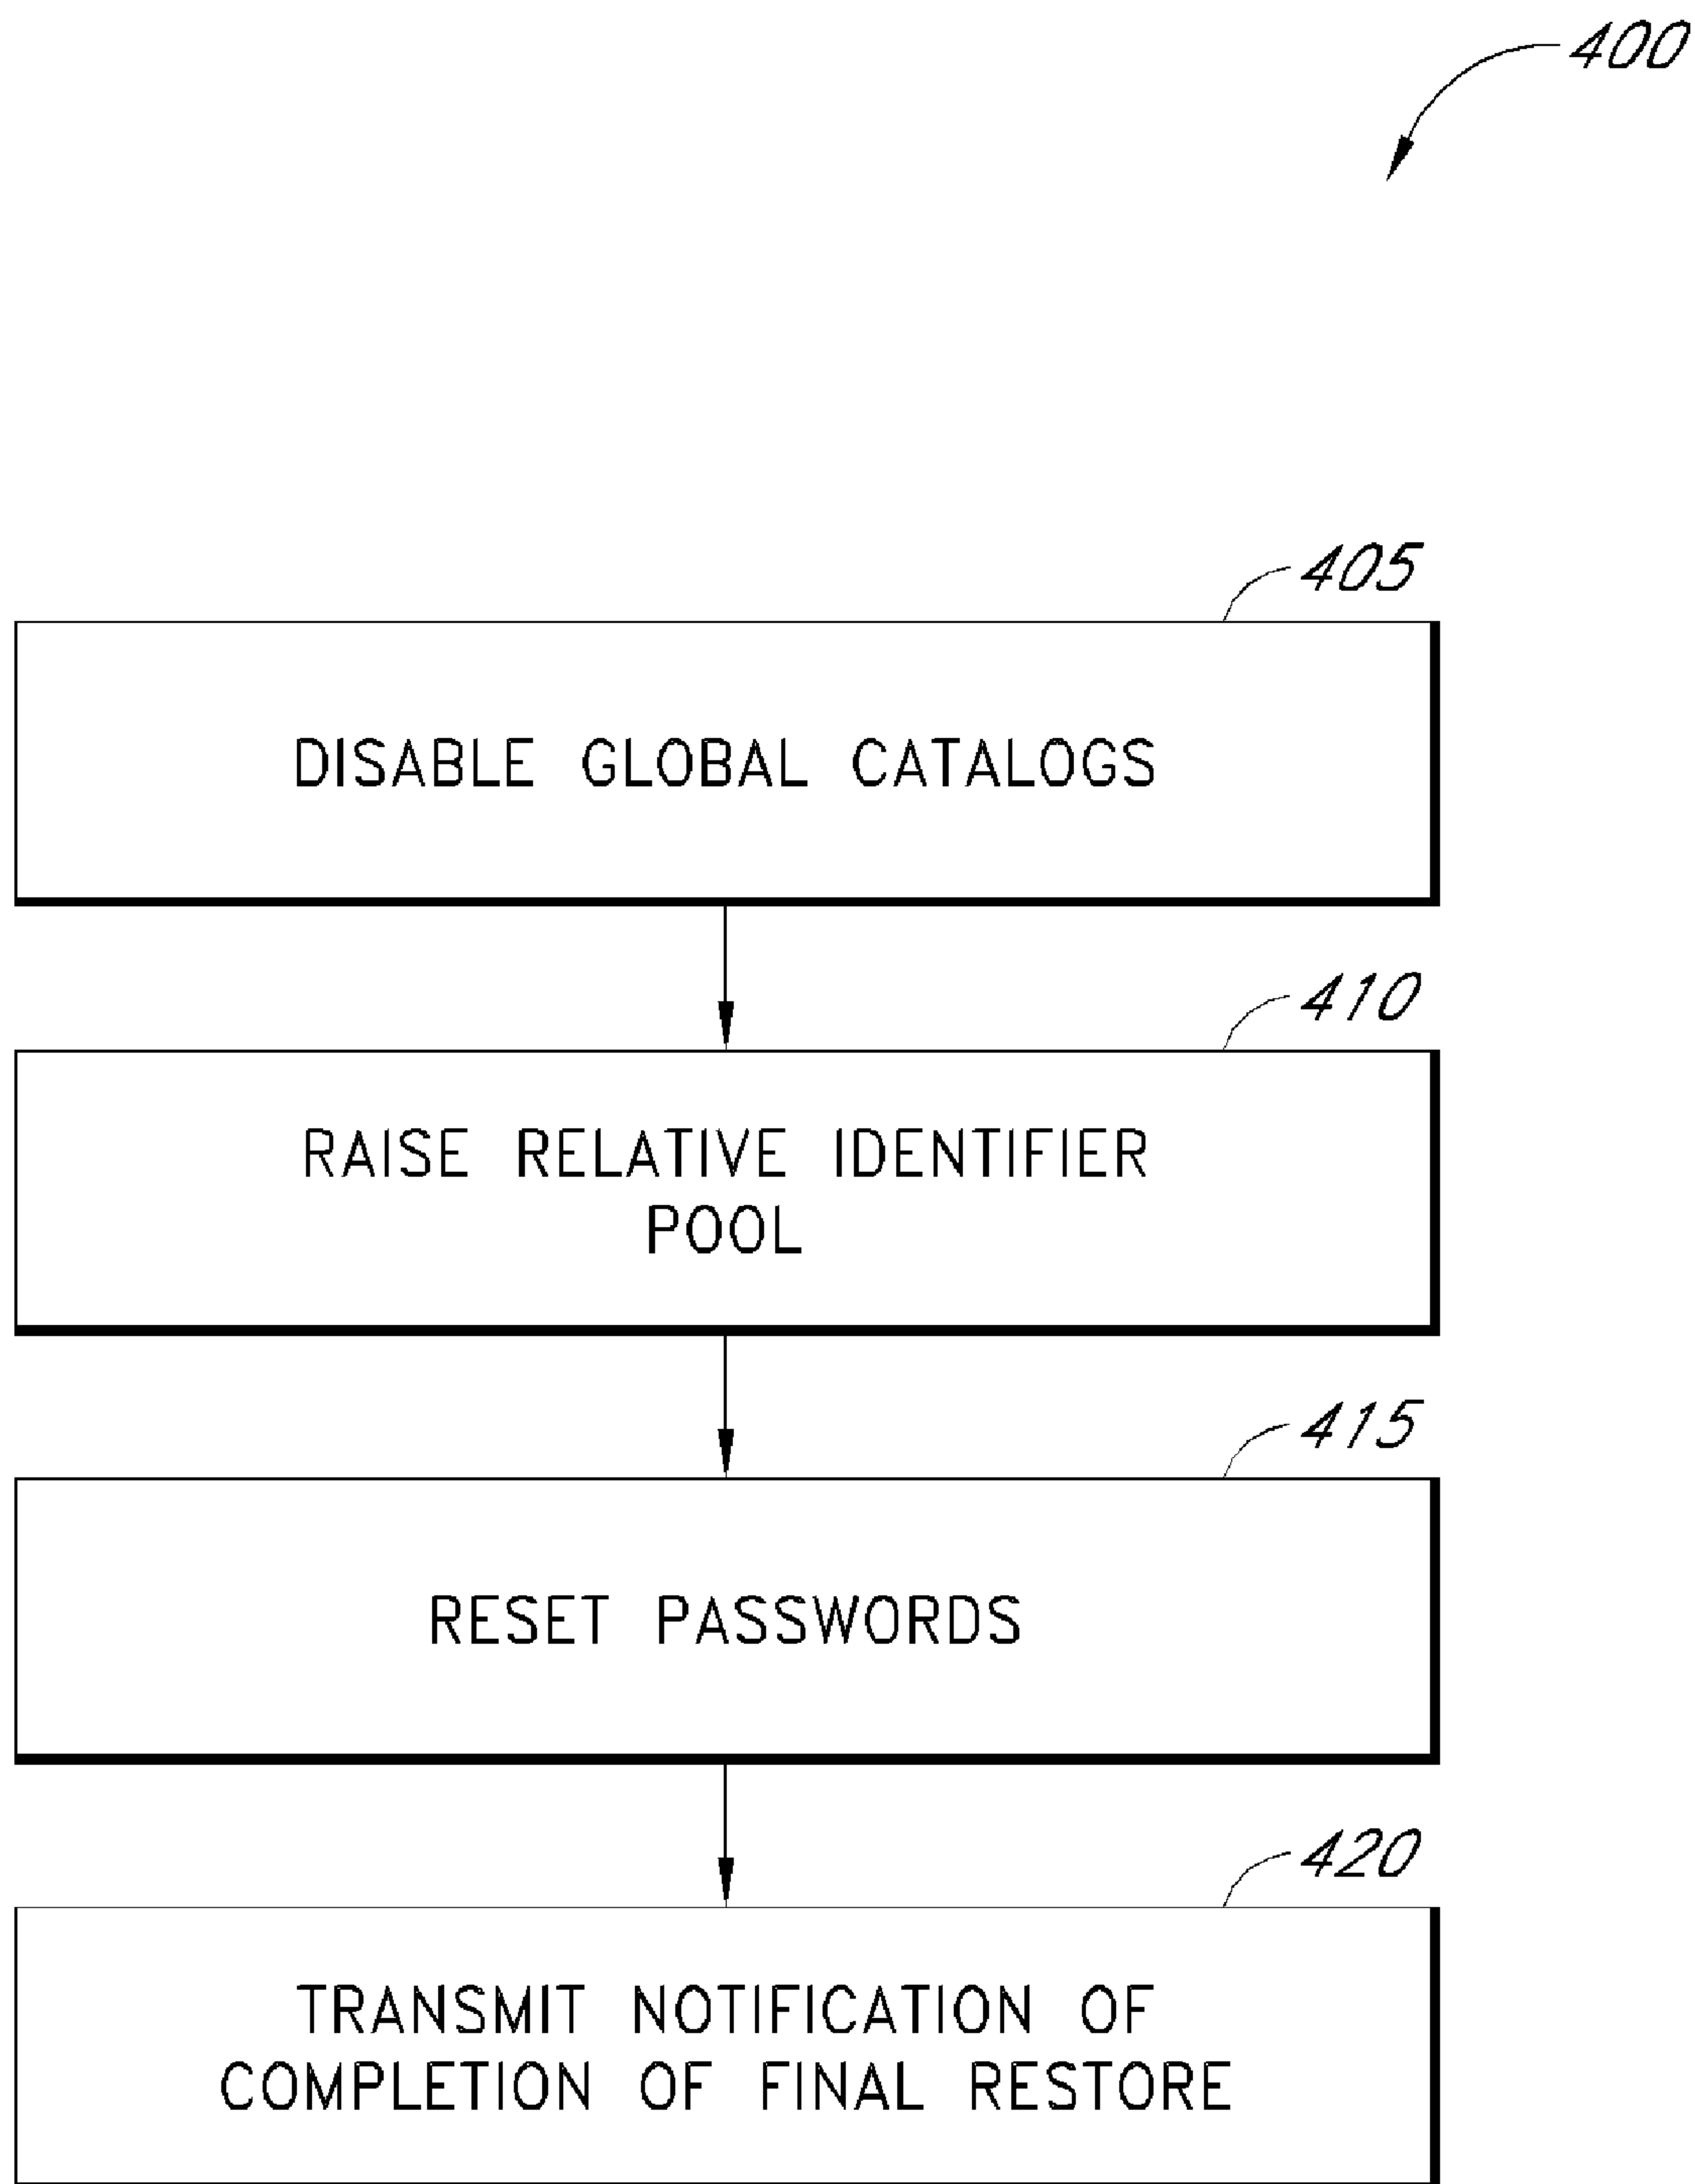 400
405
DISABLE GLOBAL CATALOGS
410
RAISE RELATIVE IDENTIFIER
POOL
415
RESET PASSWORDS
420
TRANSMIT NOTIFICATION OF
COMPLETION OF FINAL RESTORE